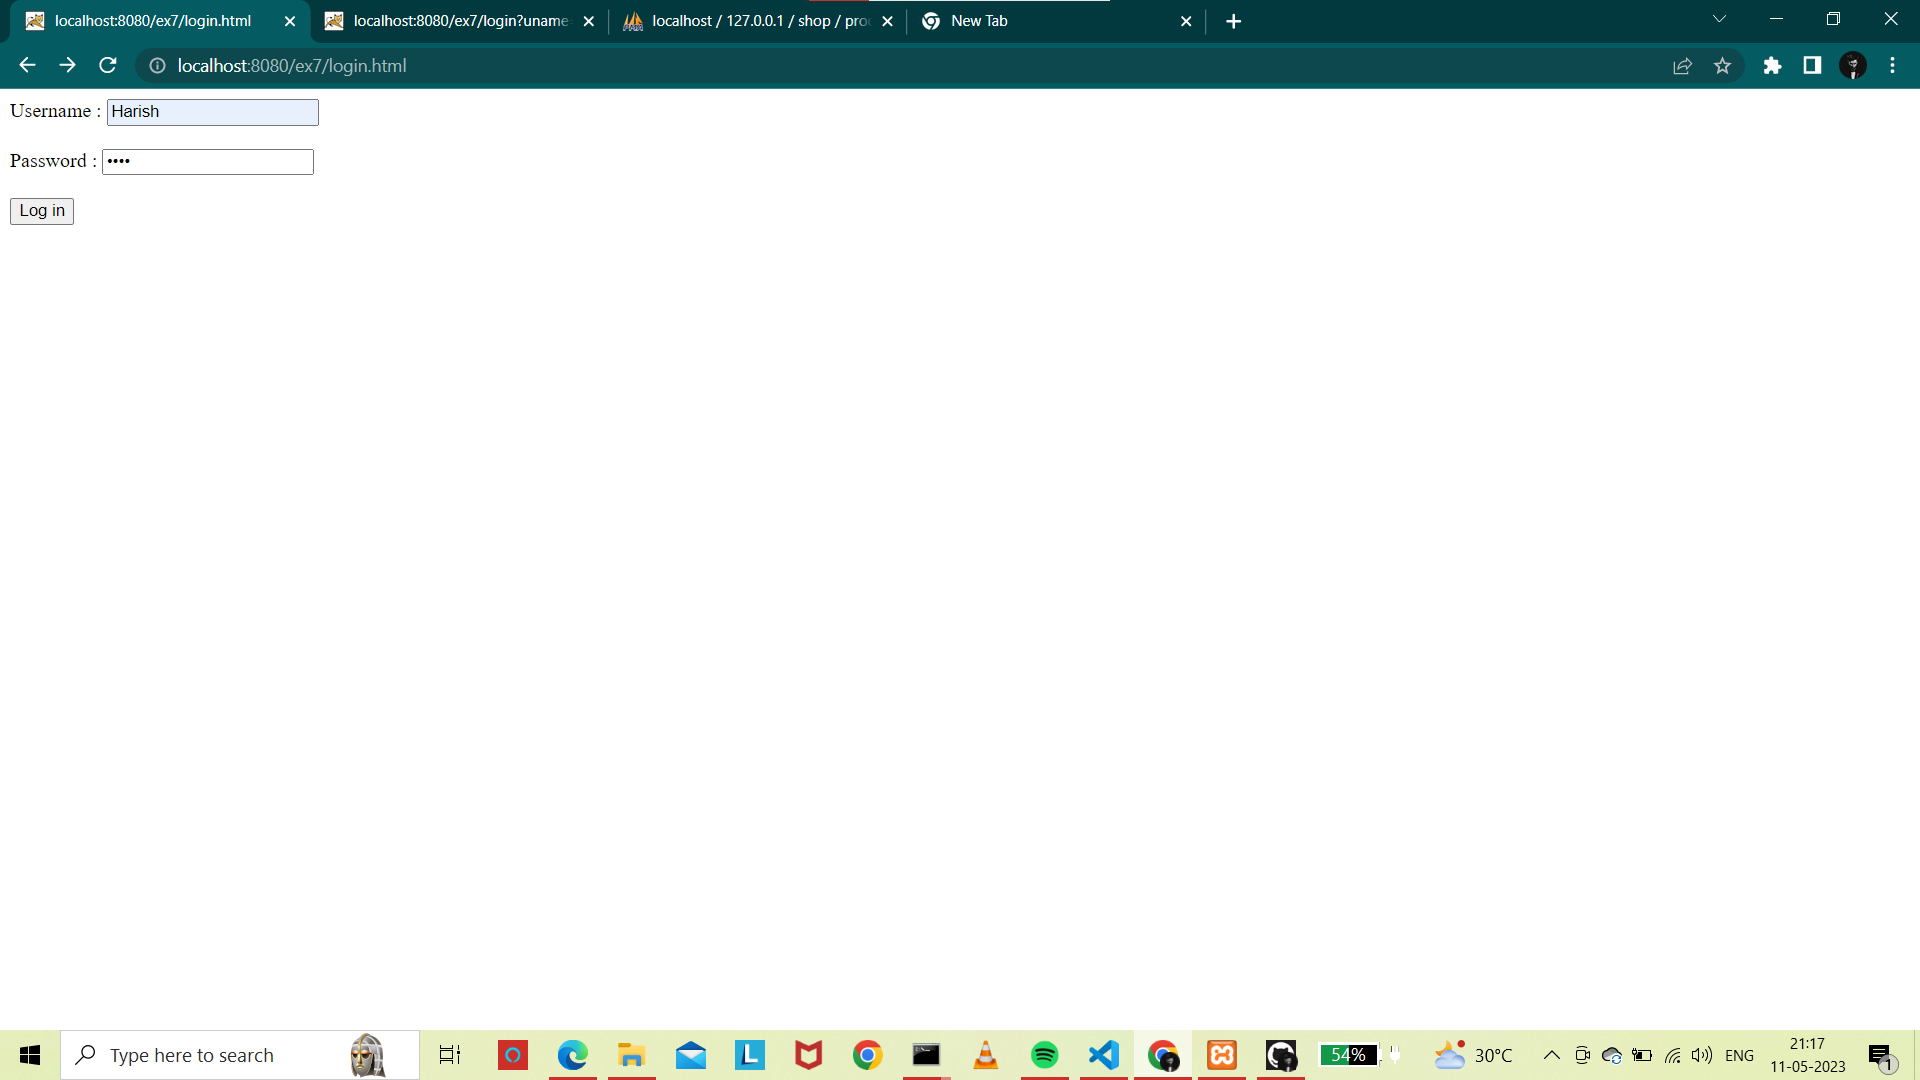 localhost:8080/ex7/login.html
localhost:8080/ex7/login?uname
localhost / 127.0.0.1 / shop / pro
New Tab
localhost:8080/ex7/login.html
Username : Harish
Password : ••••
Log in
Type here to search
54%
30°C
ENG
21:17
11-05-2023
1